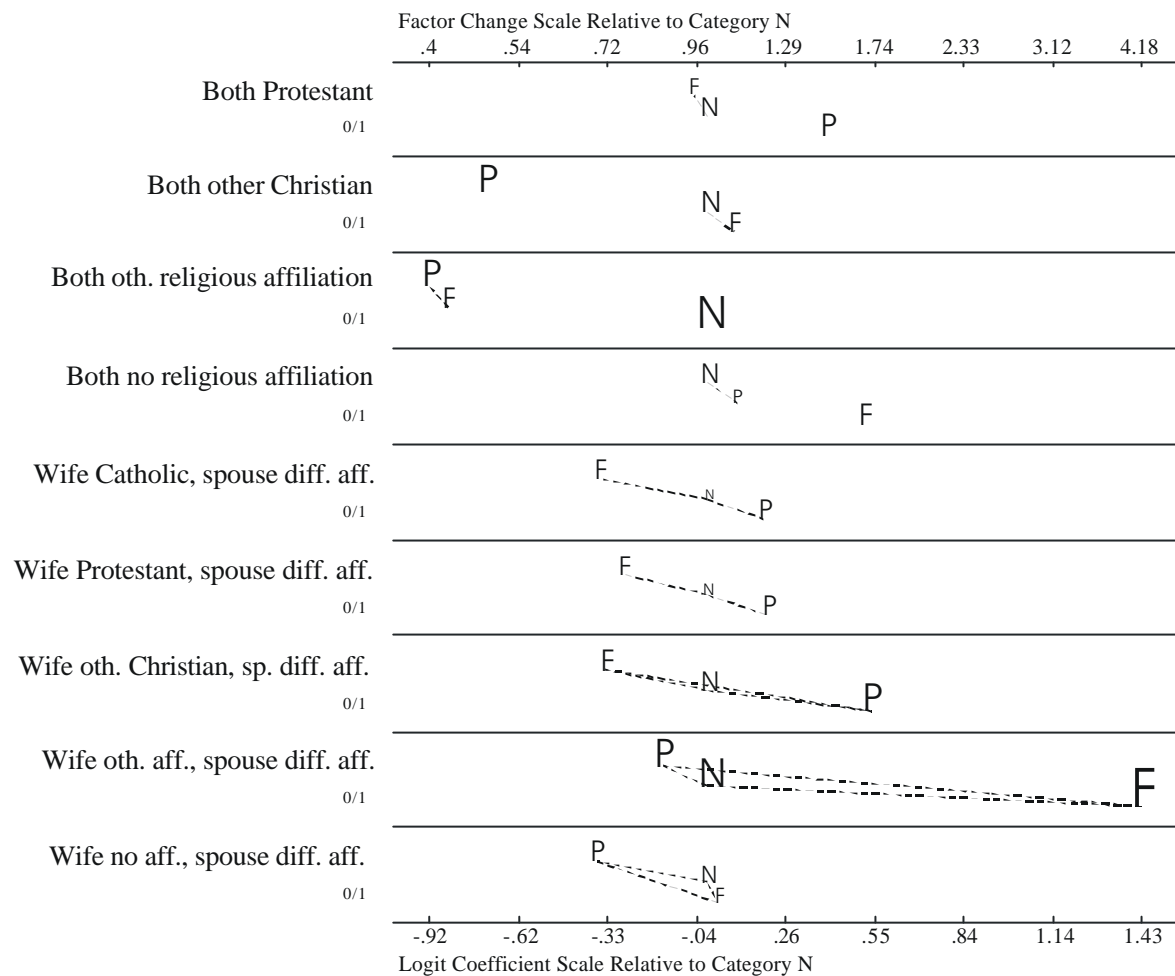 Factor Change Scale Relative to Category N
.4 .54 .72 .96 1.29 1.74 2.33 3.12 4.18
Both Protestant
F
N
0/1
P
Both other Christian
P
N
0/1
F
Both oth. religious affiliation
P
F
0/1
N
Both no religious affiliation
N
P
0/1
F
Wife Catholic, spouse diff. aff.
F
N
0/1
P
Wife Protestant, spouse diff. aff.
F
N
0/1
P
Wife oth. Christian, sp. diff. aff.
F
N
0/1
P
Wife oth. aff., spouse diff. aff.
P
N
F
0/1
Wife no aff., spouse diff. aff.
P
N
0/1
F
-.92 -.62 -.33 -.04 .26 .55 .84 1.14 1.43
Logit Coefficient Scale Relative to Category N